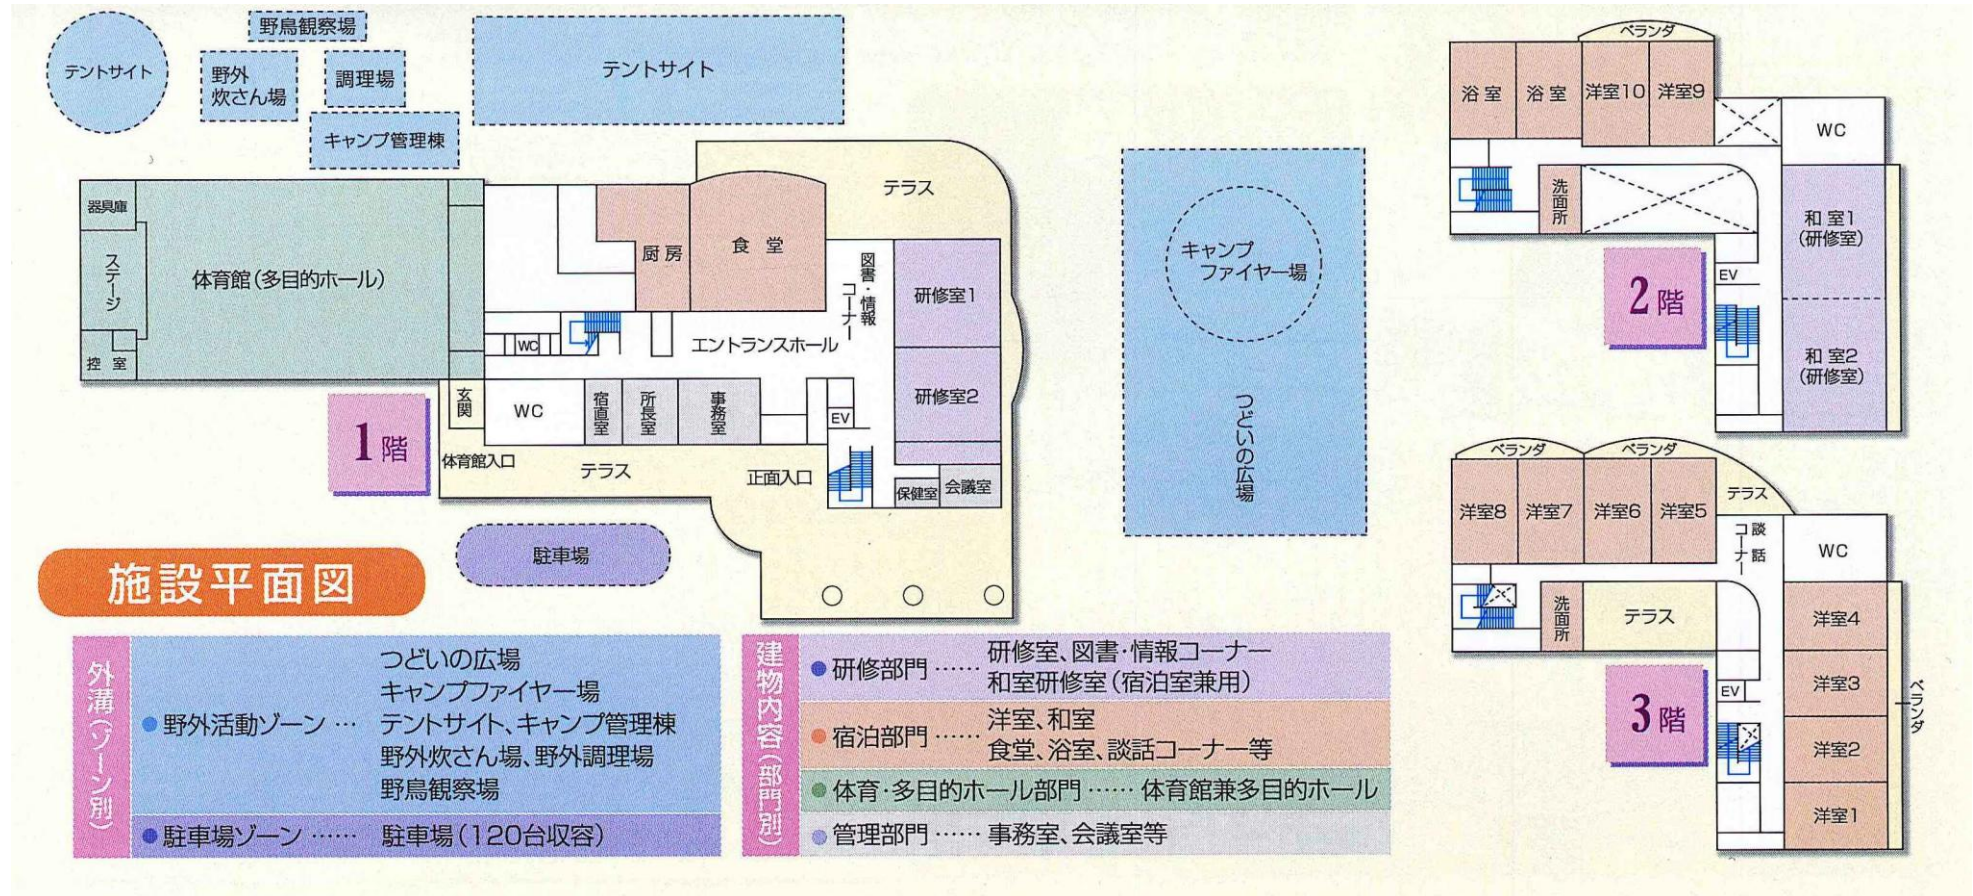 野鳥観察場
テントサイト
野外
炊さん場
調理場
キャンプ管理棟
テントサイト
器具庫
ステージ
控室
体育館(多目的ホール)
厨房
食堂
テラス
図書・情報
コーナー
研修室1
研修室2
エントランスホール
WC
玄関
WC
宿直室
所長室
事務室
EV
体育館入口
テラス
正面入口
保健室
会議室
1階
駐車場
キャンプ
ファイヤー場
つどいの広場
ベランダ
浴室
浴室
洋室10
洋室9
WC
洗面所
和室1
(研修室)
EV
和室2
(研修室)
2階
ベランダ
ベランダ
洋室8
洋室7
洋室6
洋室5
テラス
談話
コーナー
WC
洗面所
テラス
洋室4
洋室3
EV
洋室2
洋室1
ベランダ
3階
施設平面図
外溝(ゾーン別)
●野外活動ゾーン…
つどいの広場
キャンプファイヤー場
テントサイト、キャンプ管理棟
野外炊さん場、野外調理場
野鳥観察場
●駐車場ゾーン…… 駐車場(120台収容)
建物内容(部門別)
●研修部門…… 研修室、図書・情報コーナー
和室研修室(宿泊室兼用)
●宿泊部門…… 洋室、和室
食堂、浴室、談話コーナー等
●体育・多目的ホール部門…… 体育館兼多目的ホール
●管理部門…… 事務室、会議室等